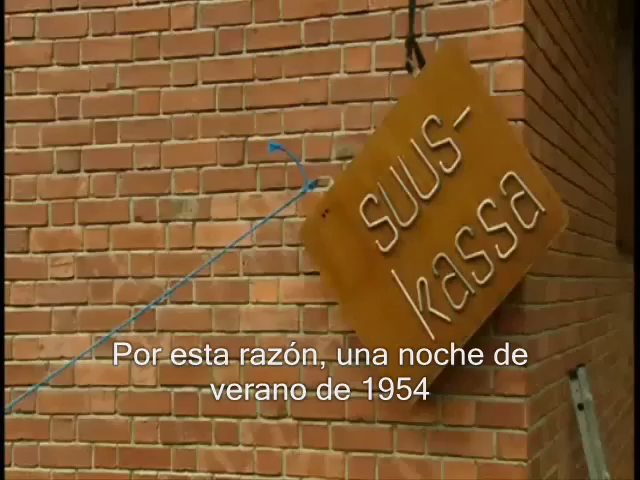 suus-
kassa
Por esta razón, una noche de
verano de 1954